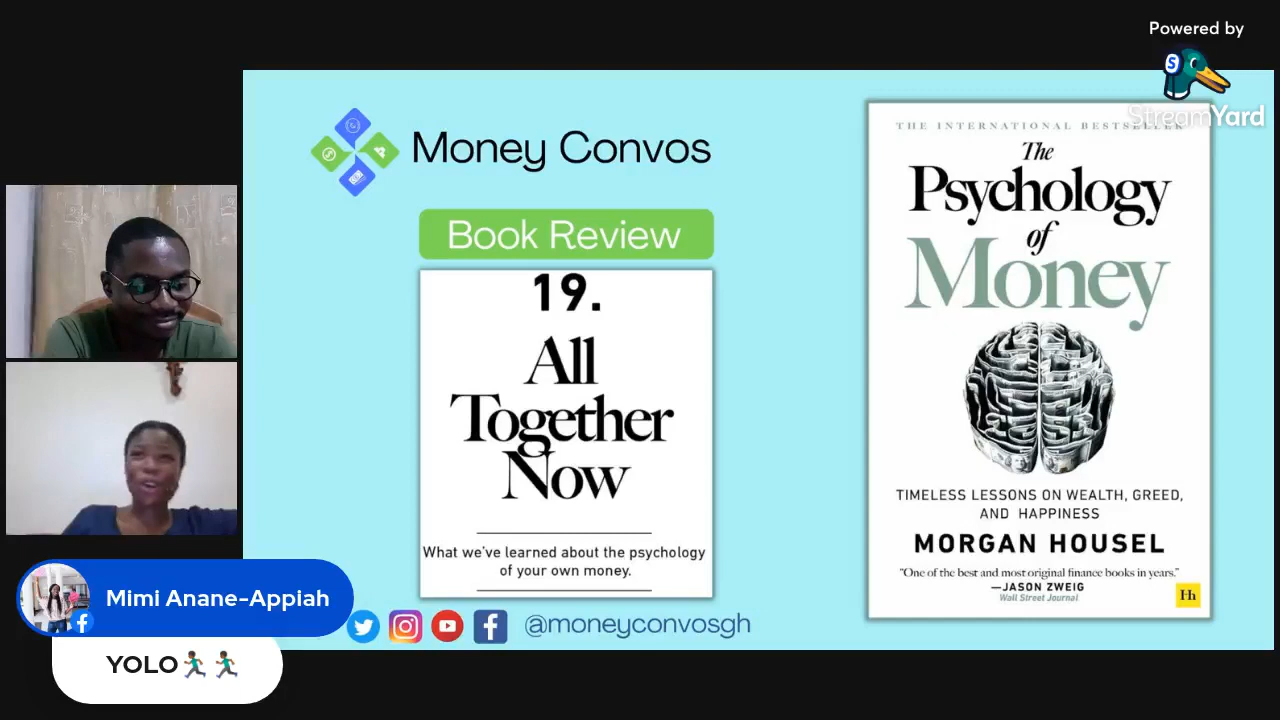 Powered by
StreamYard
Money Convos
Book Review
19.
All
Together
Now
What we've learned about the psychology
of your own money.
@moneyconvosgh
THE INTERNATIONAL BESTSELLER
The
Psychology
of
Money
TIMELESS LESSONS ON WEALTH, GREED,
AND HAPPINESS
MORGAN HOUSEL
“One of the best and most original finance books in years.”
—JASON ZWEIG
Wall Street Journal
Hh
Mimi Anane-Appiah
YOLO🏃🏾‍♂️🏃🏾‍♂️